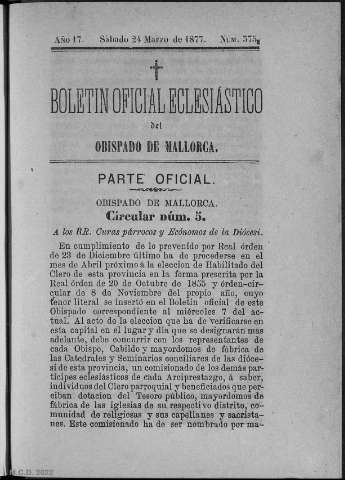 Año 17. Sábado 24 Marzo de 1877. Núm. 375.
BOLETIN OFICIAL ECLESIÁSTICO
del
OBISPADO DE MALLORCA.
PARTE OFICIAL.
OBISPADO DE MALLORCA.
Circular núm. 5.
A los RR. Curas párrocos y Ecónomos de la Diócesi.
En cumplimiento de lo prevenido por Real órden
de 23 de Diciembre último ha de procederse en el
mes de Abril próximo á la eleccion de Habilitado del
Clero de esta provincia en la forma prescrita por la
Real órden de 20 de Octubre de 1855 y órden-cir-
cular de 8 de Noviembre del propio año, cuyo
tenor literal se insertó en el Boletin oficial de este
Obispado correspondiente al miércoles 7 del ac-
tual. Al acto de la eleccion que ha de verificarse en
esta capital en el lugar y dia que se designarán mas
adelante, debe concurrir con los representantes de
cada Obispo, Cabildo y mayordomos de fábrica de
las Catedrales y Seminarios conciliares de las dióce-
si de esta provincia, un comisionado de los demás par-
tícipes eclesiásticos de cada Arciprestazgo, á saber,
individuos del Clero parroquial y beneficiados que per-
ciban dotacion del Tesoro público, mayordomos de
fábrica de las iglesias de su respectivo distrito, co-
munidad de religiosas y sus capellanes y sacrista-
nes. Este comisionado ha de ser nombrado por ma-
M.C.D. 2022